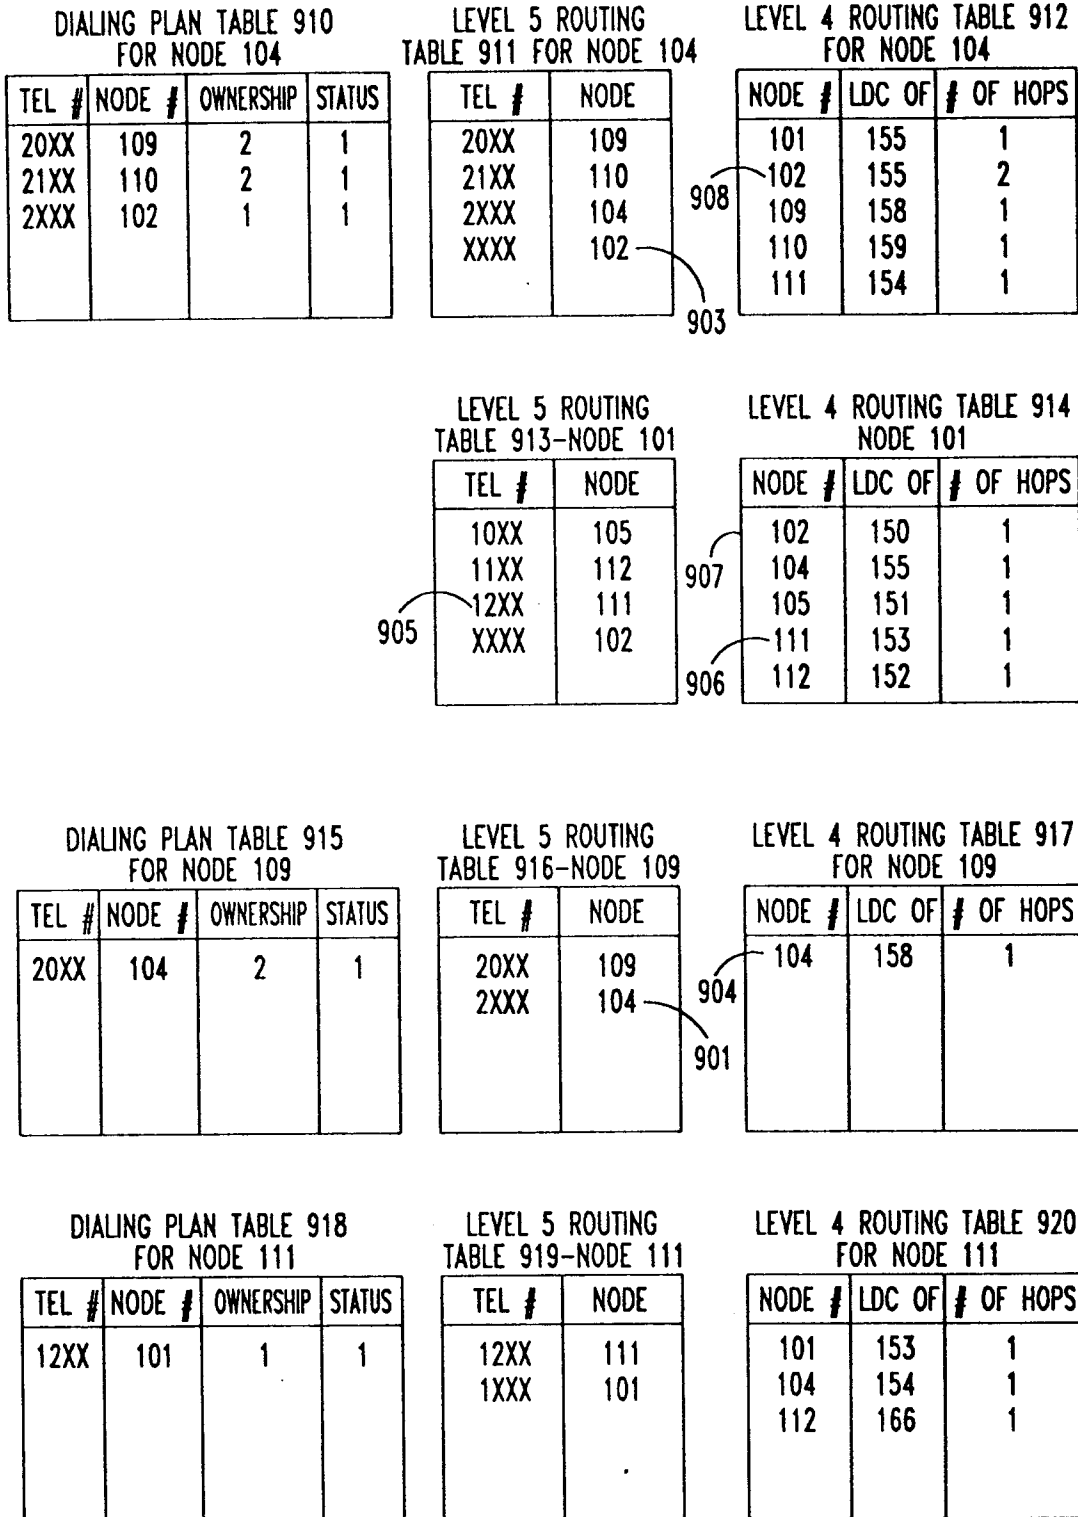 DIALING PLAN TABLE 910
FOR NODE 104
TEL # NODE # OWNERSHIP STATUS
20XX 109 2 1
21XX 110 2 1
2XXX 102 1 1
LEVEL 5 ROUTING
TABLE 911 FOR NODE 104
TEL # NODE
20XX 109
21XX 110
2XXX 104
XXXX 102
903
LEVEL 4 ROUTING TABLE 912
FOR NODE 104
NODE # LDC OF # OF HOPS
101 155 1
908 102 155 2
109 158 1
110 159 1
111 154 1
LEVEL 5 ROUTING
TABLE 913-NODE 101
TEL # NODE
10XX 105
11XX 112
905 12XX 111
XXXX 102
LEVEL 4 ROUTING TABLE 914
NODE 101
NODE # LDC OF # OF HOPS
102 150 1
907 104 155 1
105 151 1
906 111 153 1
112 152 1
DIALING PLAN TABLE 915
FOR NODE 109
TEL # NODE # OWNERSHIP STATUS
20XX 104 2 1
LEVEL 5 ROUTING
TABLE 916-NODE 109
TEL # NODE
20XX 109
2XXX 104
901
LEVEL 4 ROUTING TABLE 917
FOR NODE 109
NODE # LDC OF # OF HOPS
904 104 158 1
DIALING PLAN TABLE 918
FOR NODE 111
TEL # NODE # OWNERSHIP STATUS
12XX 101 1 1
LEVEL 5 ROUTING
TABLE 919-NODE 111
TEL # NODE
12XX 111
1XXX 101
LEVEL 4 ROUTING TABLE 920
FOR NODE 111
NODE # LDC OF # OF HOPS
101 153 1
104 154 1
112 166 1